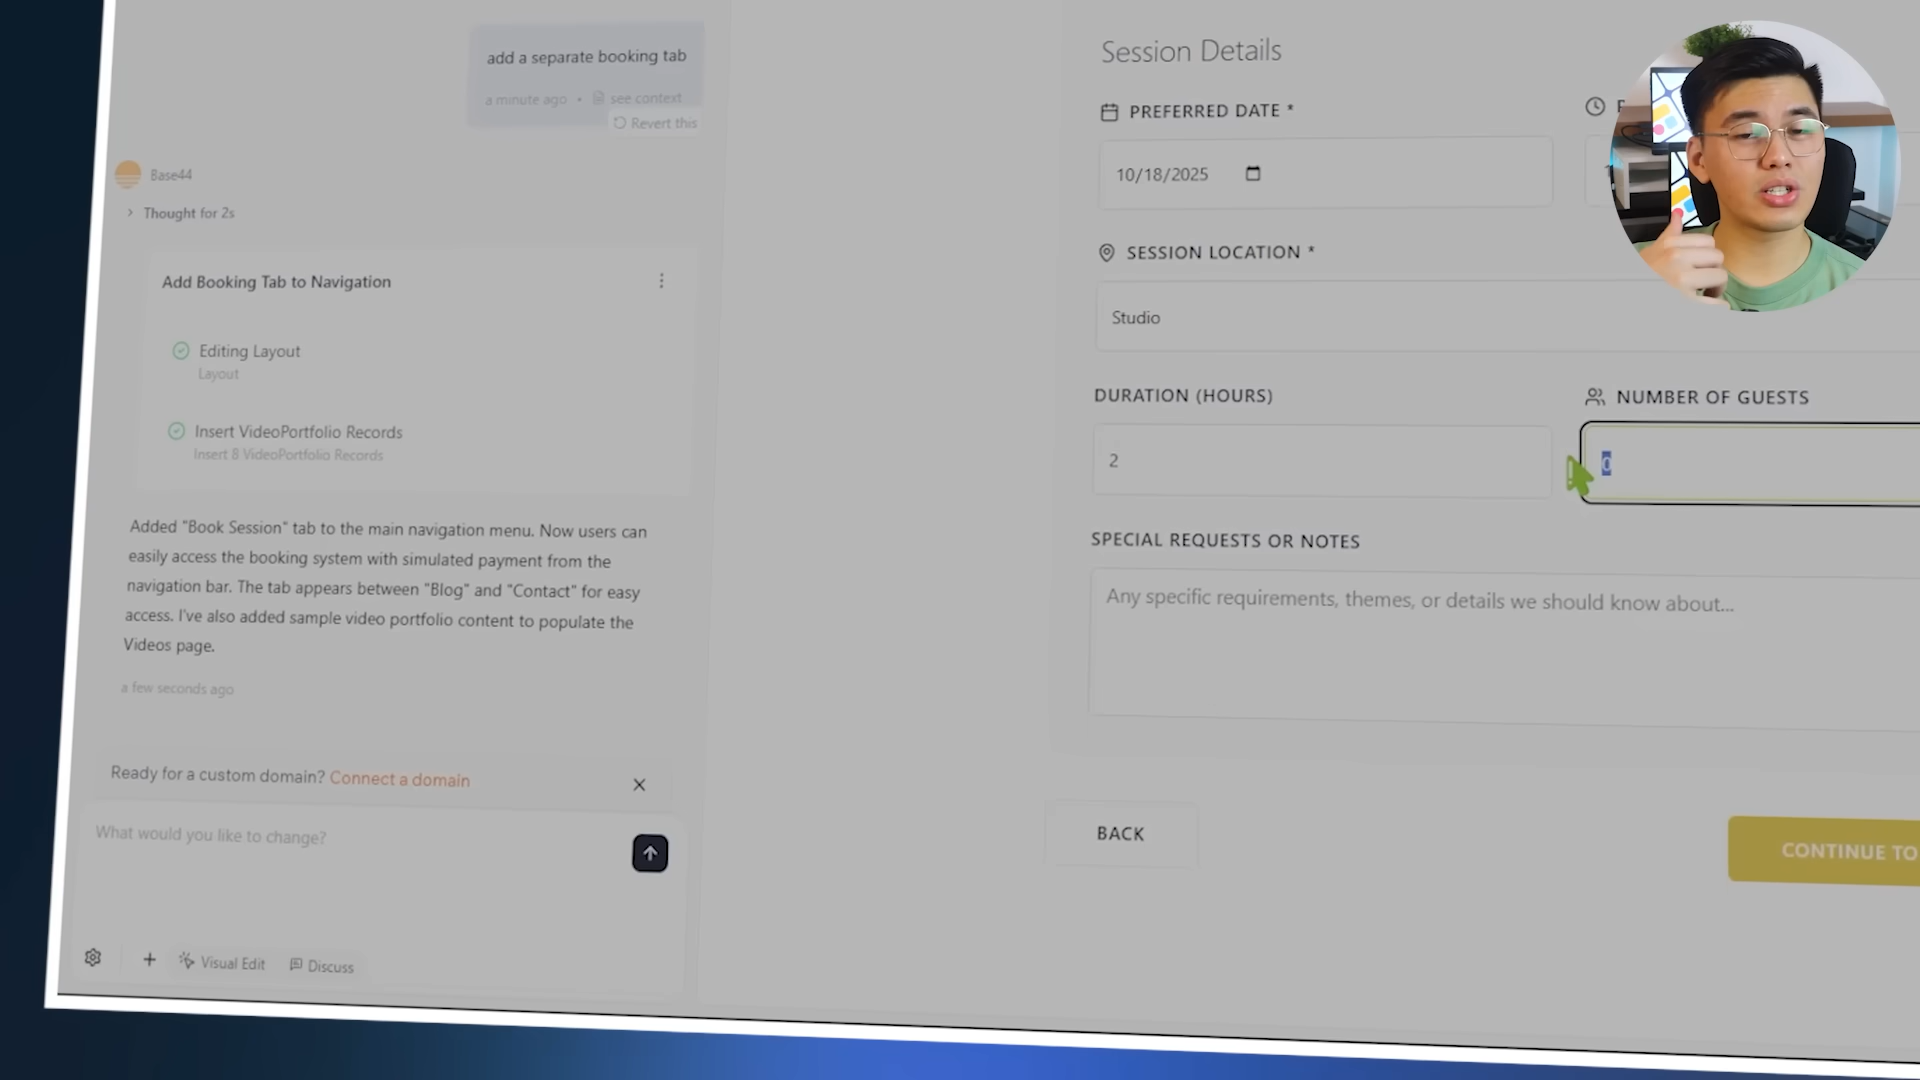 add a separate booking tab
a minute ago • see context
Revert this
Base44
Thought for 2s
Add Booking Tab to Navigation
Editing Layout
Layout
Insert VideoPortfolio Records
Insert 8 VideoPortfolio Records
Added "Book Session" tab to the main navigation menu. Now users can
easily access the booking system with simulated payment from the
navigation bar. The tab appears between "Blog" and "Contact" for easy
access. I've also added sample video portfolio content to populate the
Videos page.
a few seconds ago
Ready for a custom domain? Connect a domain
What would you like to change?
Visual Edit
Discuss
Session Details
PREFERRED DATE *
10/18/2025
SESSION LOCATION *
Studio
DURATION (HOURS)
2
NUMBER OF GUESTS
0
SPECIAL REQUESTS OR NOTES
Any specific requirements, themes, or details we should know about...
BACK
CONTINUE TO